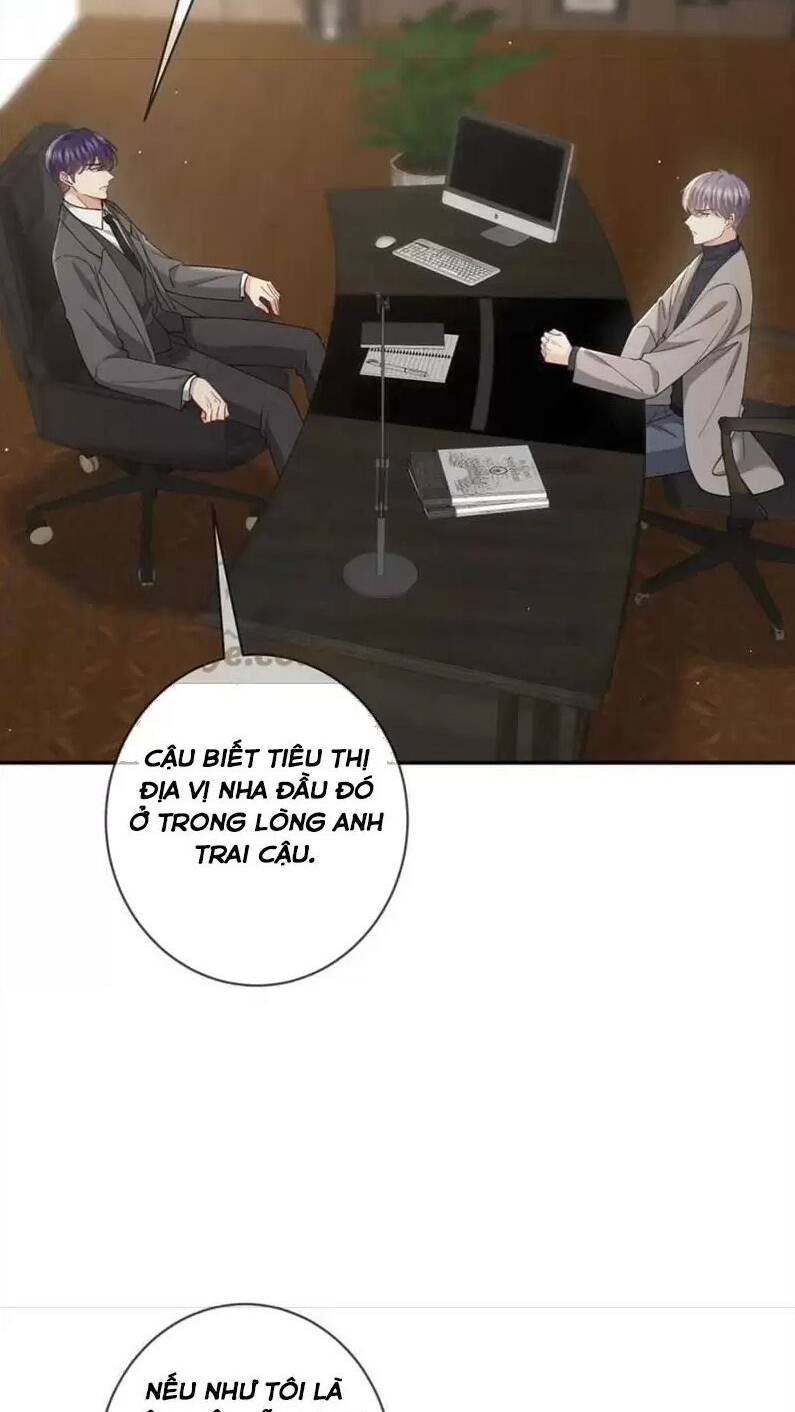 CẬU BIẾT TIÊU THỊ
ĐỊA VỊ NHA ĐẦU ĐÓ
Ở TRONG LÒNG ANH
TRAI CẬU.
NẾU NHƯ TÔI LÀ